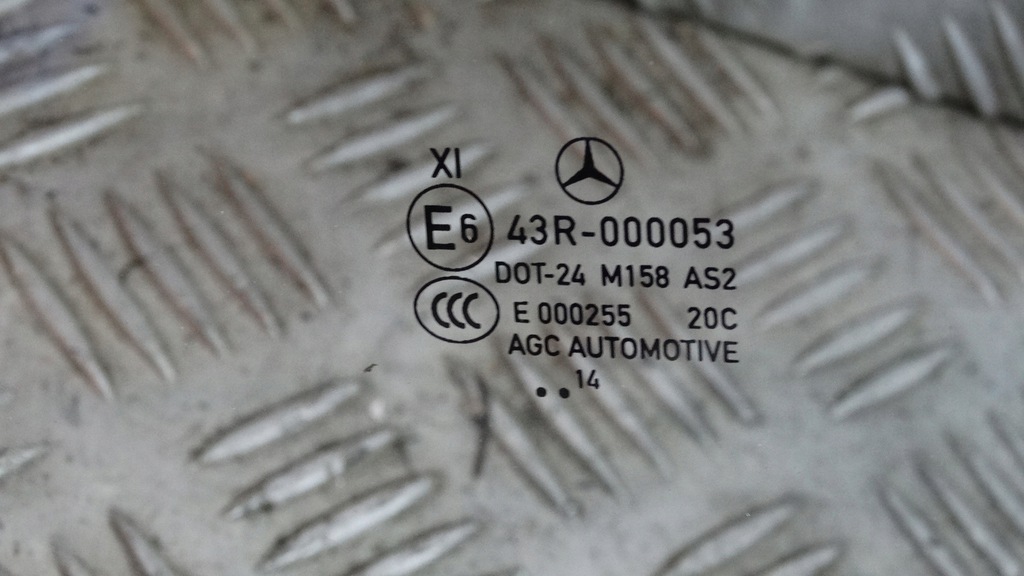 XI
E6 43R-000053
DOT-24 M158 AS2
CCC E 000255 20C
AGC AUTOMOTIVE
..14